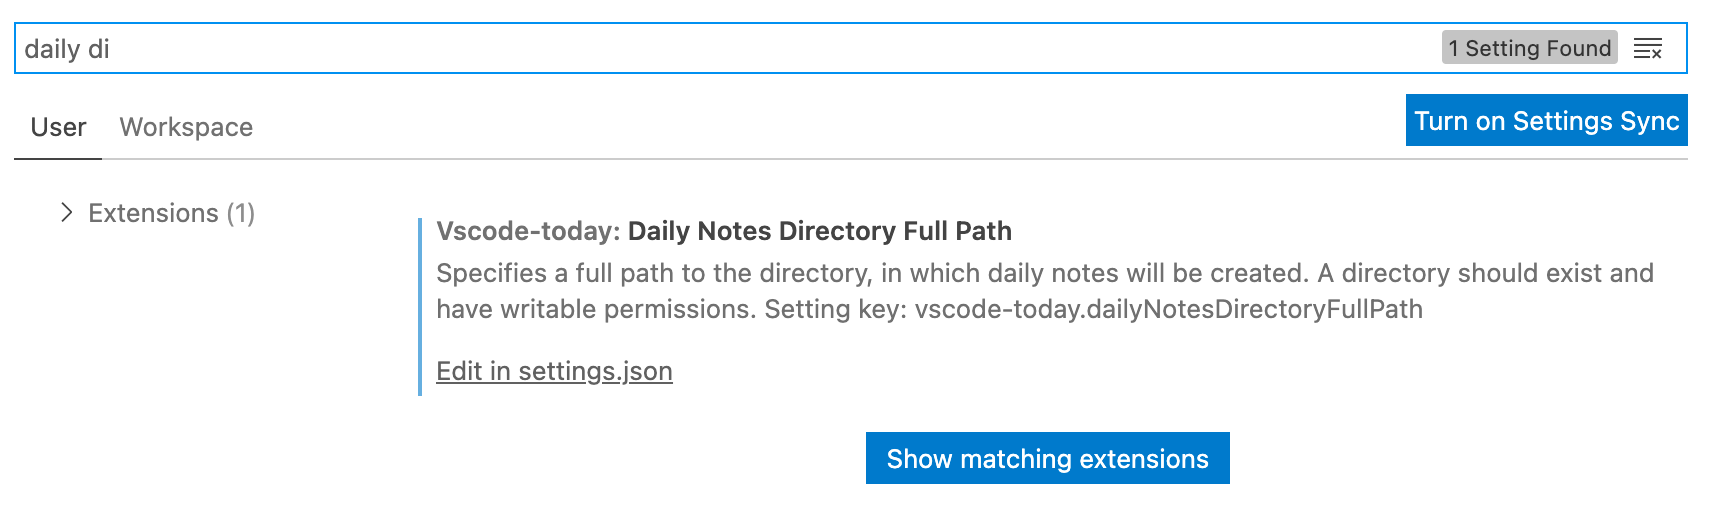 daily di
1 Setting Found
User Workspace
Turn on Settings Sync
Extensions (1)
Vscode-today: Daily Notes Directory Full Path
Specifies a full path to the directory, in which daily notes will be created. A directory should exist and
have writable permissions. Setting key: vscode-today.dailyNotesDirectoryFullPath
Edit in settings.json
Show matching extensions